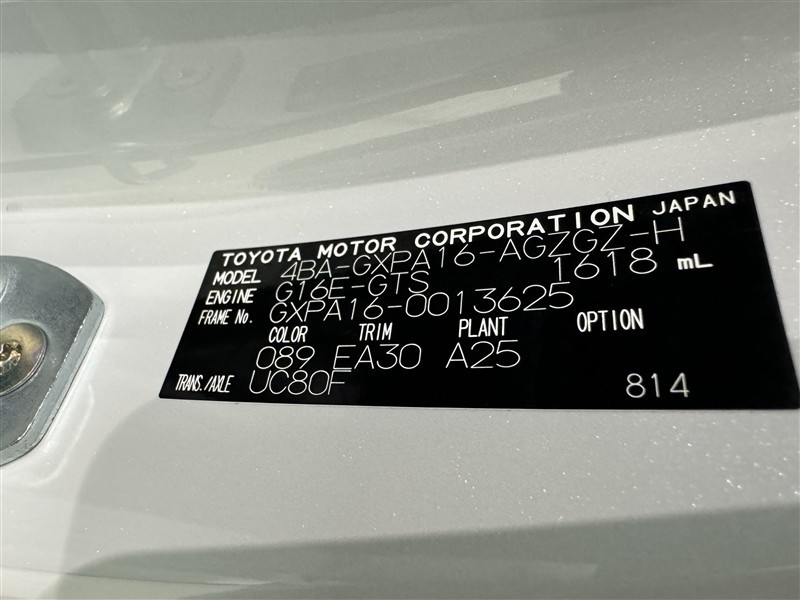 TOYOTA MOTOR CORPORATION JAPAN
MODEL 4BA-GXPA16-AGZGZ-H
ENGINE G16E-GTS 1618 mL
FRAME No. GXPA16-0013625
COLOR TRIM PLANT OPTION
089 EA30 A25
TRANS./AXLE UC80F 814